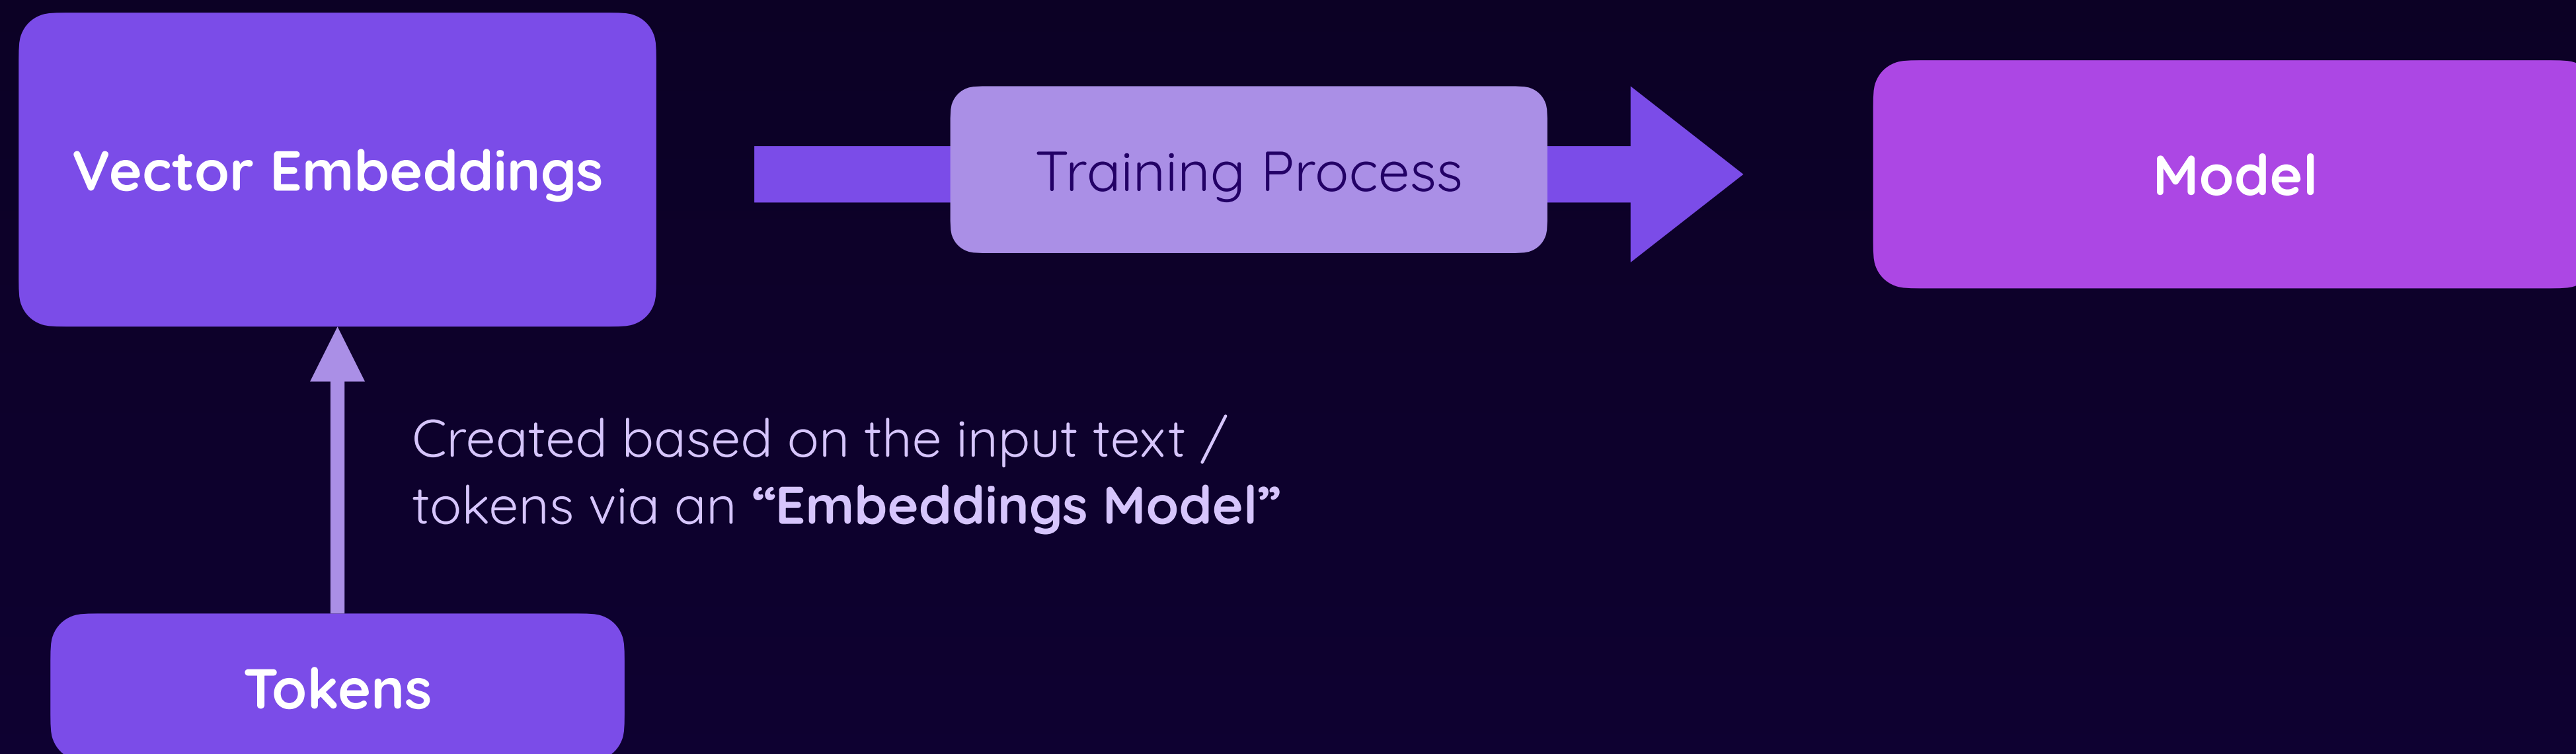 Vector Embeddings
Training Process
Model
Created based on the input text /
tokens via an “Embeddings Model”
Tokens